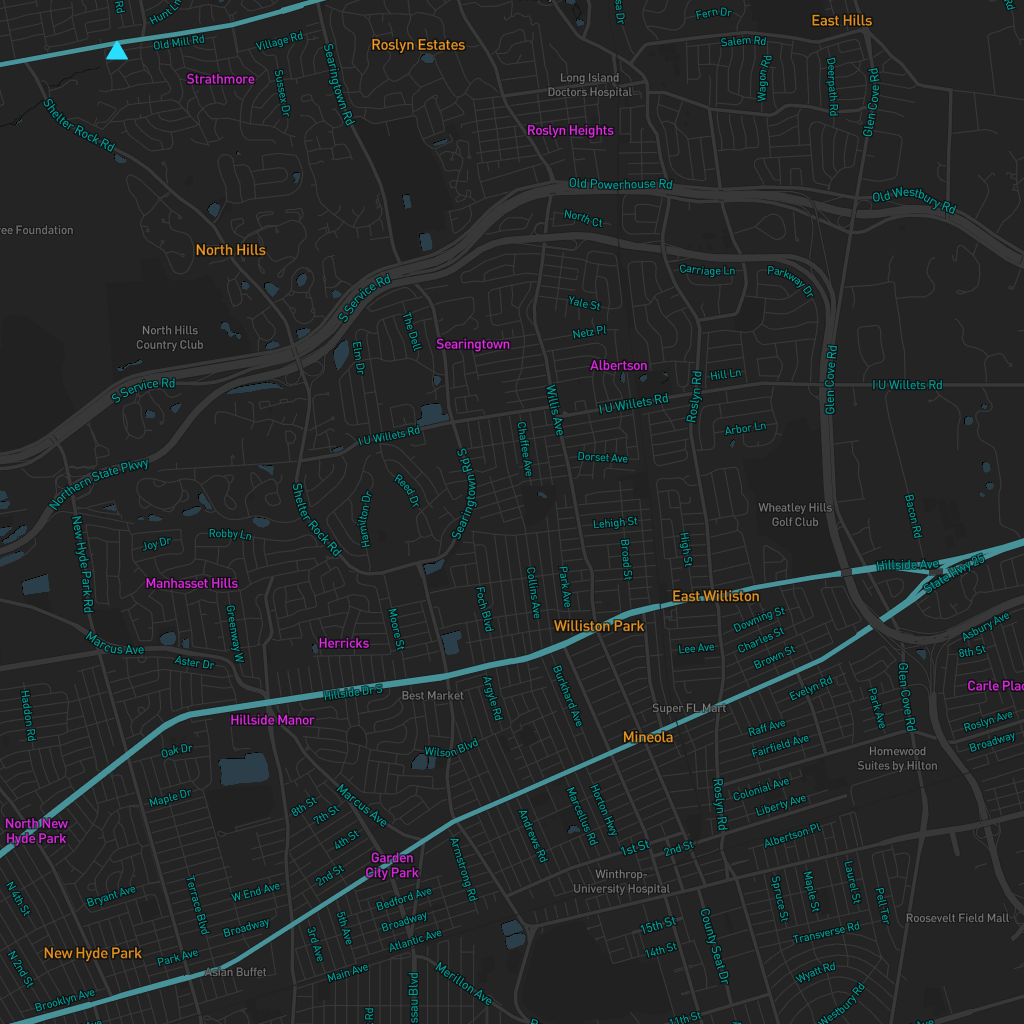 Hunt Ln
Fern Dr
East Hills
Old Mill Rd
Village Rd
Roslyn Estates
Salem Rd
Strathmore
Sussex Dr
Searingtown Rd
Long Island
Doctors Hospital
Wagon Rd
Deerpath Rd
Glen Cove Rd
Shelter Rock Rd
Roslyn Heights
Old Powerhouse Rd
Old Westbury Rd
ree Foundation
North Ct
North Hills
Carriage Ln
Parkway Dr
S Service Rd
Yale St
North Hills
Country Club
The Dell
Elm Dr
Searingtown
Netz Pl
Albertson
Hill Ln
Glen Cove Rd
S Service Rd
I U Willets Rd
Willis Ave
I U Willets Rd
Roslyn Rd
I U Willets Rd
Chaffee Ave
Arbor Ln
Dorset Ave
Northern State Pkwy
Searingtown Rd S
Reed Dr
Hamilton Dr
Shelter Rock Rd
New Hyde Park Rd
Robby Ln
Joy Dr
Lehigh St
Wheatley Hills
Golf Club
Bacon Rd
Broad St
High St
Manhasset Hills
Hillside Ave
State Hwy 25
Collins Ave
Park Ave
Foch Blvd
East Williston
Greenway W
Moore St
Williston Park
Downing St
Charles St
Marcus Ave
Herricks
Lee Ave
Brown St
Asbury Ave
8th St
Aster Dr
Hillside Dr S
Best Market
Argyle Rd
Burkhard Ave
Evelyn Rd
Glen Cove Rd
Carle Plac
Haddon Rd
Hillside Manor
Super FL Mart
Park Ave
Raff Ave
Roslyn Ave
Mineola
Fairfield Ave
Broadway
Oak Dr
Wilson Blvd
Homewood
Suites by Hilton
Maple Dr
8th St
7th St
Marcus Ave
Colonial Ave
Liberty Ave
Roslyn Rd
Horton Hwy
Marcellus Rd
Andrews Rd
North New
Hyde Park
4th St
Albertson Pl
1st St
2nd St
Garden
City Park
Armstrong Rd
2nd St
Winthrop-
University Hospital
N 4th St
Bryant Ave
W End Ave
Terrace Blvd
Bedford Ave
Spruce St
Maple St
Laurel St
Pell Ter
5th Ave
Broadway
Broadway
15th St
Roosevelt Field Mall
Transverse Rd
County Seat Dr
3rd Ave
Atlantic Ave
14th St
New Hyde Park
Park Ave
Asian Buffet
Main Ave
Merillon Ave
Wyatt Rd
N 2nd St
Brooklyn Ave
Westbury Rd
11th St